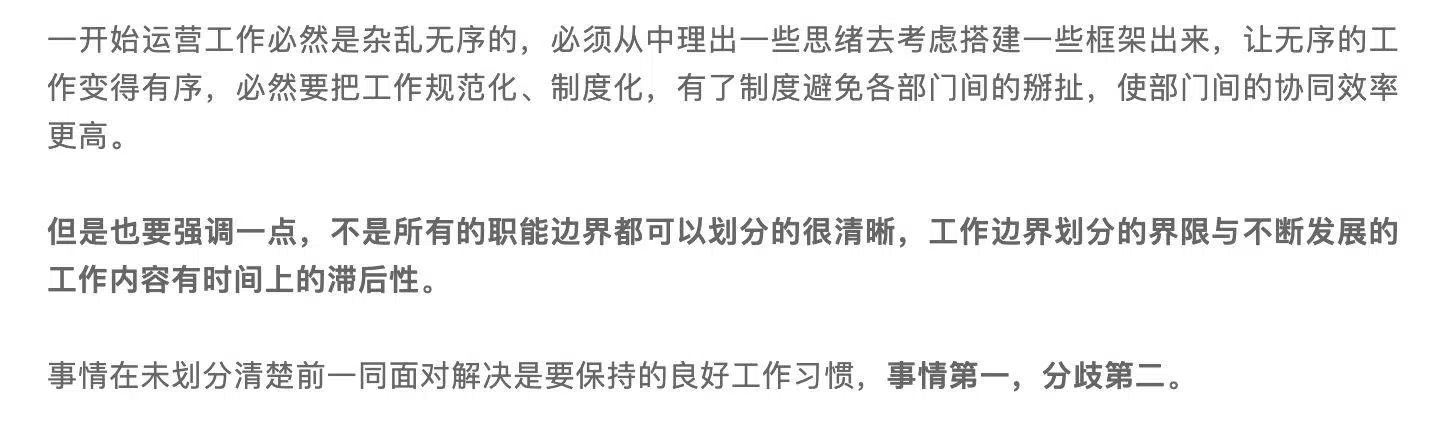 一开始运营工作必然是杂乱无序的，必须从中理出一些思绪去考虑搭建一些框架出来，让无序的工
作变得有序，必然要把工作规范化、制度化，有了制度避免各部门间的掰扯，使部门间的协同效率
更高。
但是也要强调一点，不是所有的职能边界都可以划分的很清晰，工作边界划分的界限与不断发展的
工作内容有时间上的滞后性。
事情在未划分清楚前一同面对解决是要保持的良好工作习惯，事情第一，分歧第二。